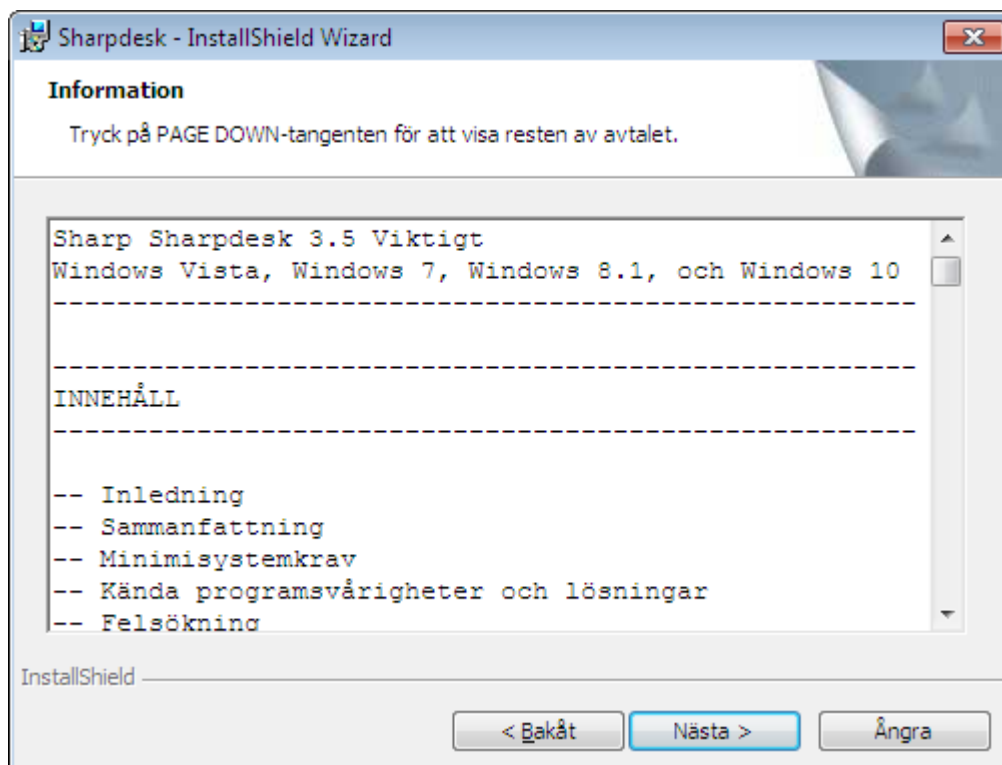 Sharpdesk - InstallShield Wizard
Information
Tryck på PAGE DOWN-tangenten för att visa resten av avtalet.
Sharp Sharpdesk 3.5 Viktigt
Windows Vista, Windows 7, Windows 8.1, och Windows 10
------------------------------------------------------
------------------------------------------------------
INNEHÅLL
------------------------------------------------------
-- Inledning
-- Sammanfattning
-- Minimisystemkrav
-- Kända programsvårigheter och lösningar
-- Felsökning
InstallShield
< Bakåt
Nästa >
Ångra